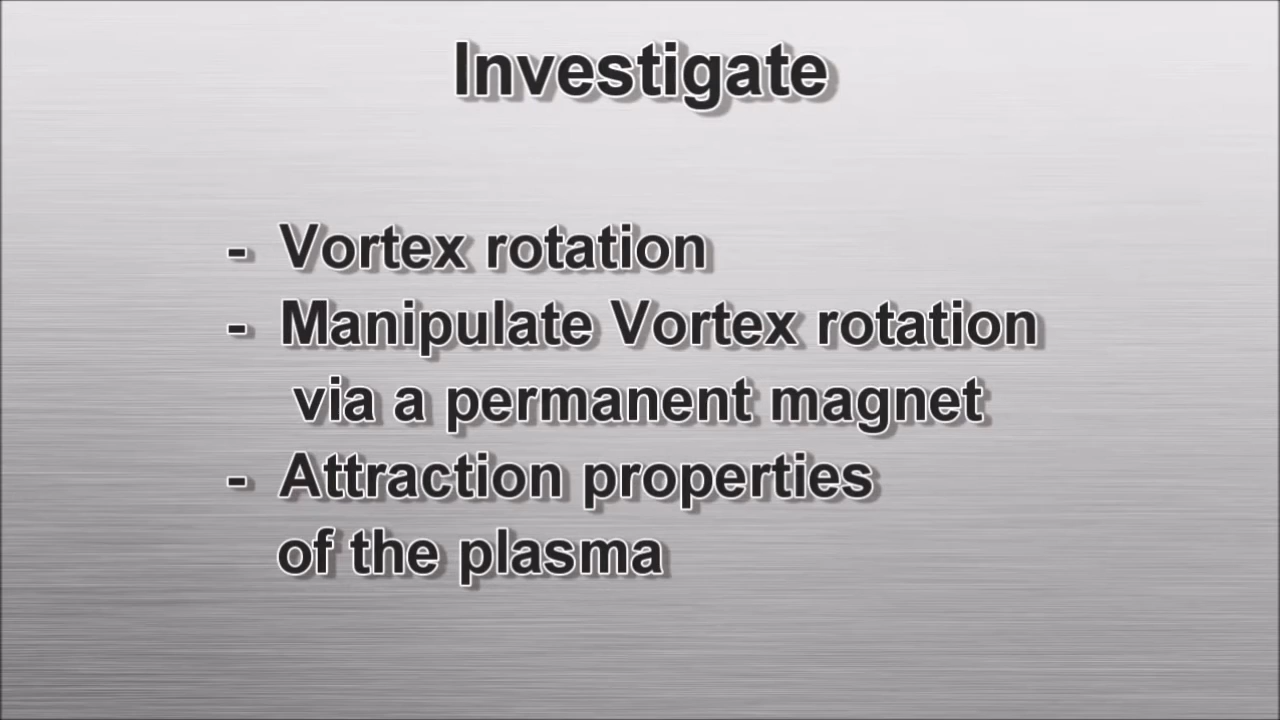 Investigate
- Vortex rotation
- Manipulate Vortex rotation
via a permanent magnet
- Attraction properties
of the plasma